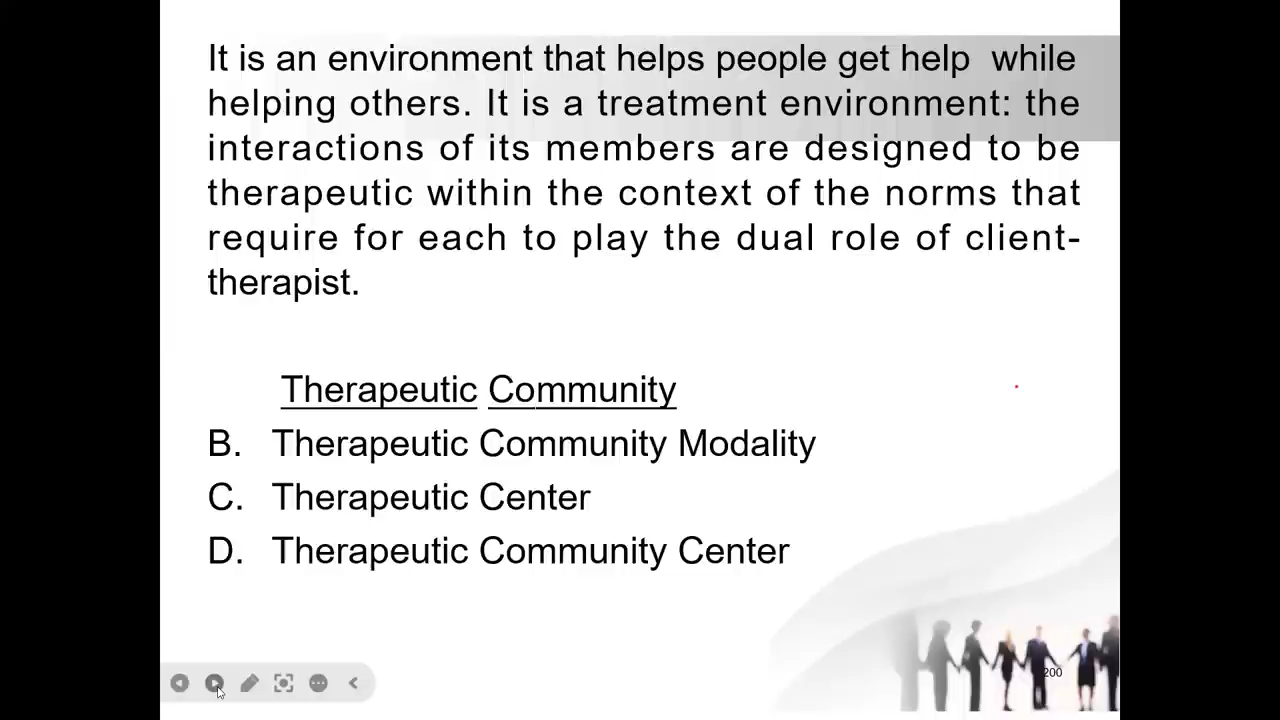 It is an environment that helps people get help while
helping others. It is a treatment environment: the
interactions of its members are designed to be
therapeutic within the context of the norms that
require for each to play the dual role of client-
therapist.
Therapeutic Community
B. Therapeutic Community Modality
C. Therapeutic Center
D. Therapeutic Community Center
200